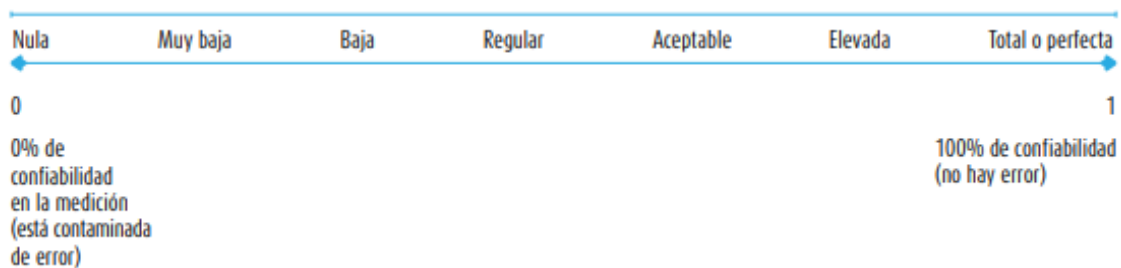 Nula Muy baja Baja Regular Aceptable Elevada Total o perfecta
0 1
0% de
confiabilidad
en la medición
(está contaminada
de error)
100% de confiabilidad
(no hay error)